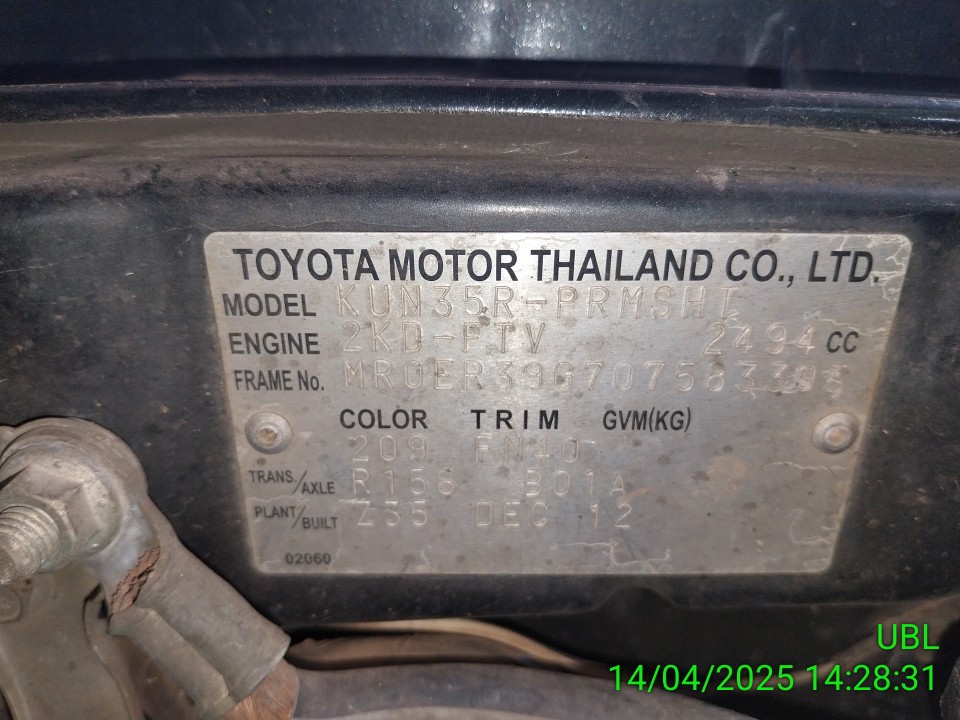 TOYOTA MOTOR THAILAND CO., LTD.
MODEL KUN35R-PRMSHT
ENGINE 2KD-FTV 2494 CC
FRAME No.
COLOR TRIM GVM(KG)
209 FN40
TRANS./AXLE R156 B01A
PLANT/BUILT Z35 DEC 12
02060
UBL
14/04/2025 14:28:31